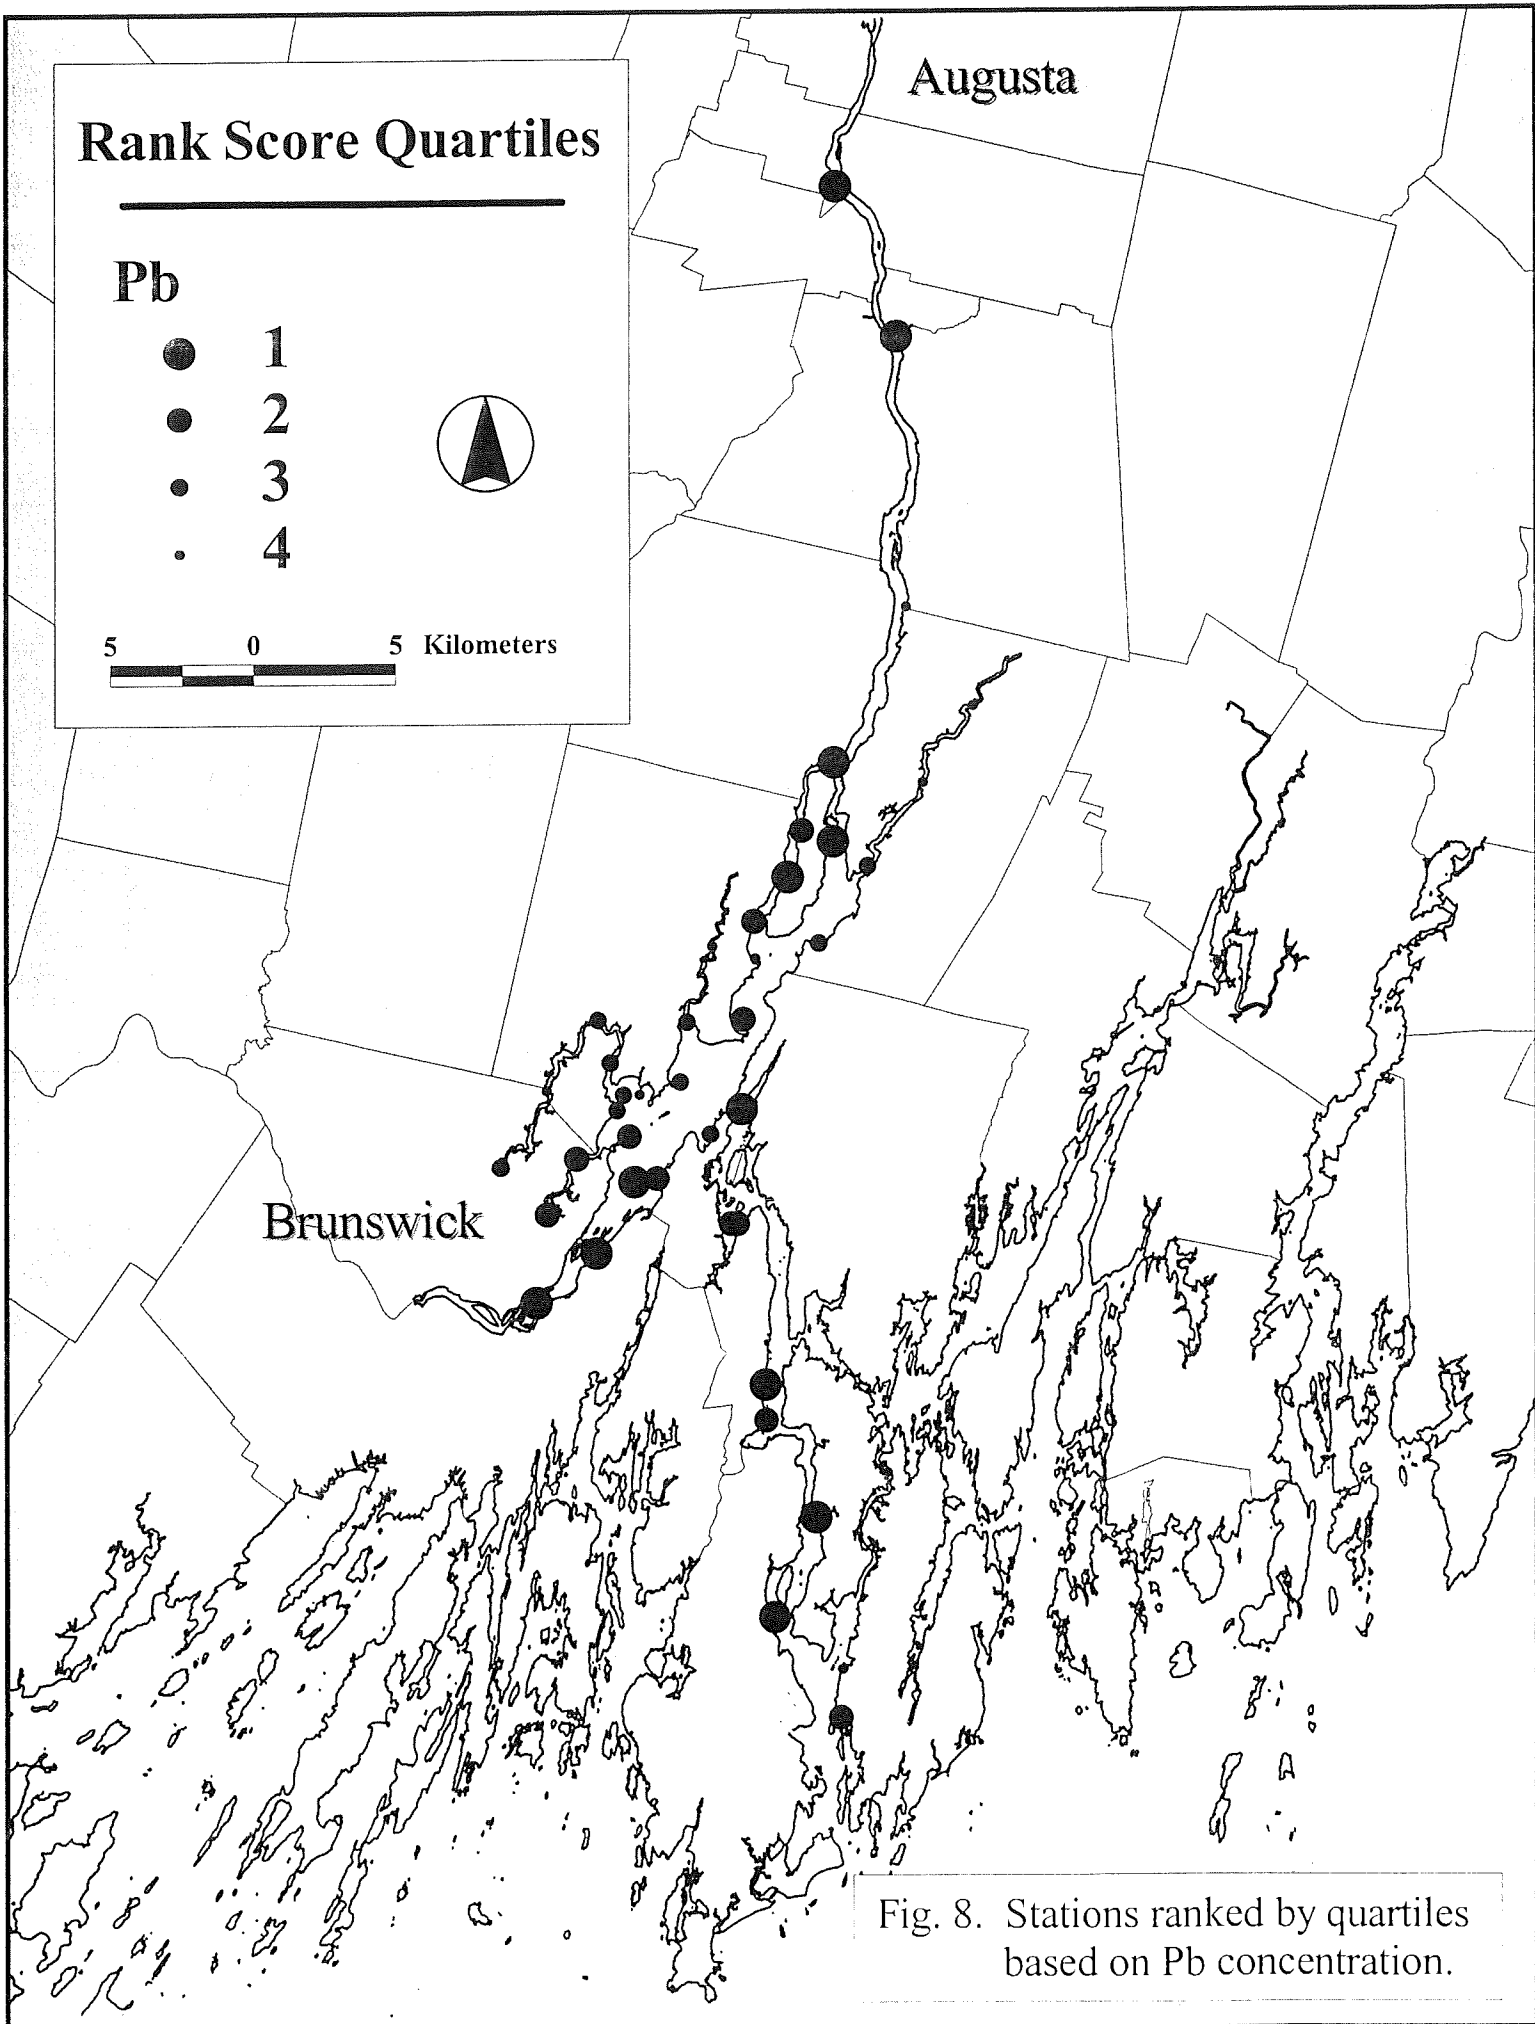 Augusta
Rank Score Quartiles
Pb
1
2
3
4
5 0 5 Kilometers
Brunswick
Fig. 8. Stations ranked by quartiles
based on Pb concentration.